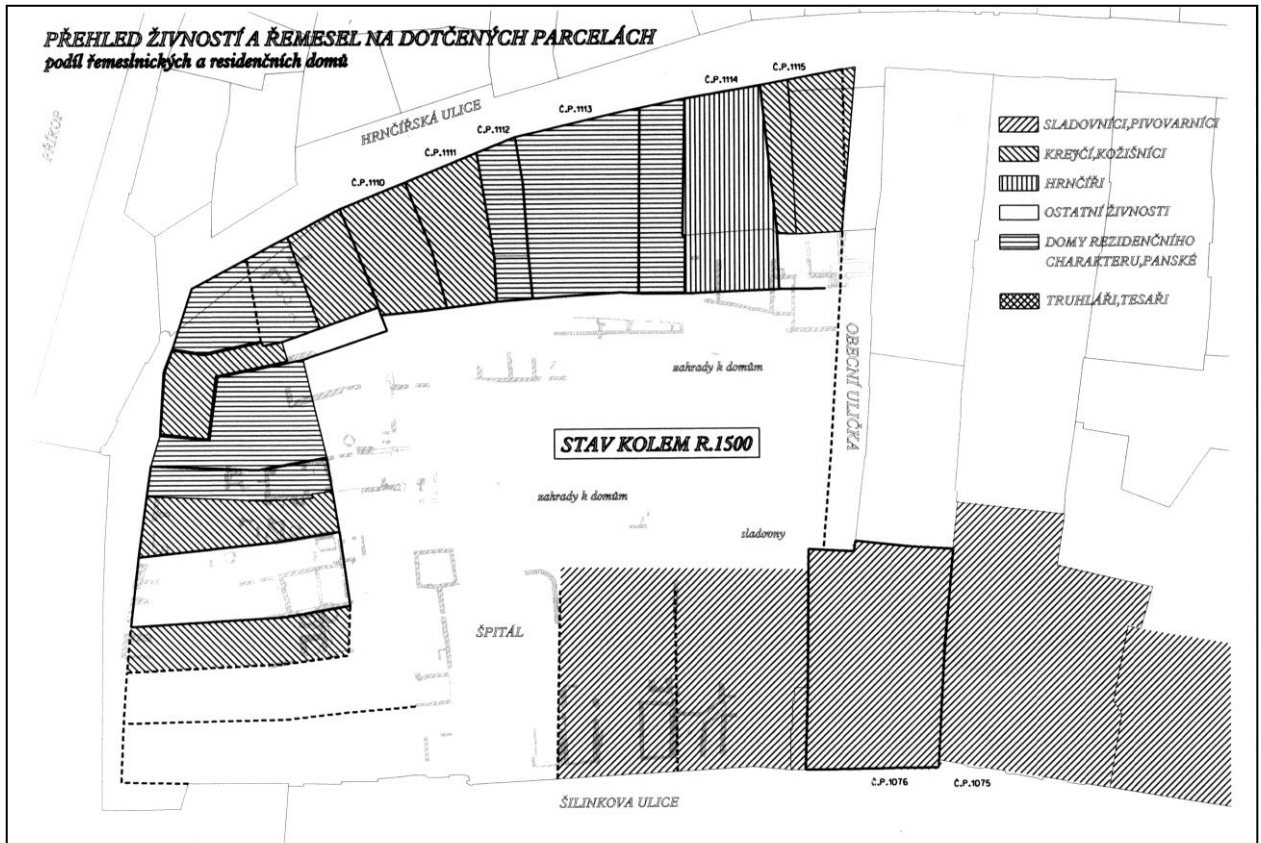 PŘEHLED ŽIVNOSTÍ A ŘEMESEL NA DOTČENÝCH PARCELÁCH
podíl řemeslnických a residenčních domů
PŘÍKOP
HRNČÍŘSKÁ ULICE
Č.P.1110
Č.P.1111
Č.P.1112
Č.P.1113
Č.P.1114
Č.P.1115
SLADOVNÍCI,PIVOVARNÍCI
KREJČÍ,KOŽIŠNÍCI
HRNČÍŘI
OSTATNÍ ŽIVNOSTI
DOMY REZIDENČNÍHO
CHARAKTERU,PANSKÉ
TRUHLÁŘI,TESAŘI
OBECNÍ ULIČKA
zahrady k domům
STAV KOLEM R.1500
zahrady k domům
sladovny
ŠPITÁL
Č.P.1076
Č.P.1075
ŠILINKOVA ULICE